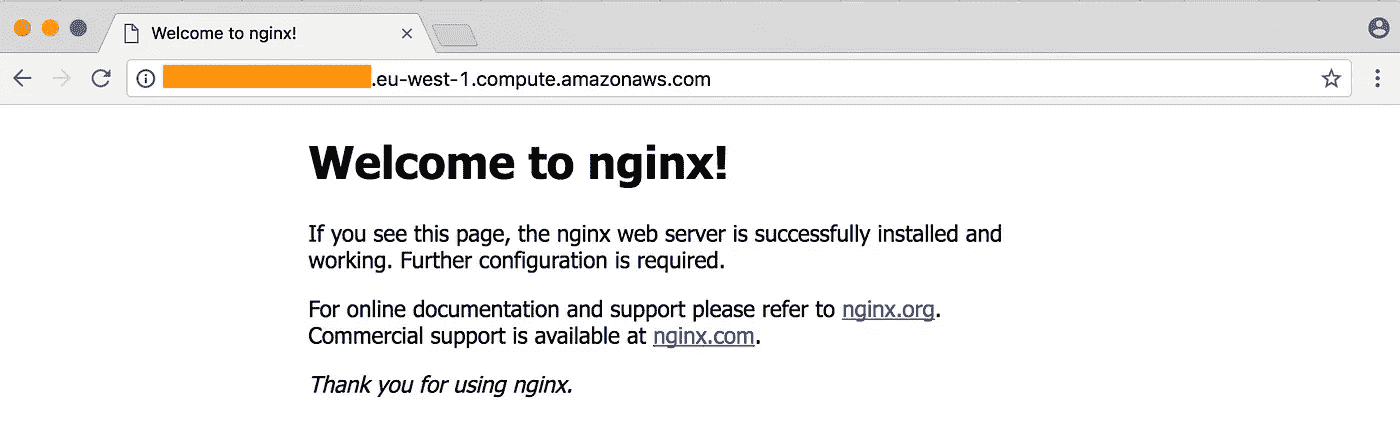 Welcome to nginx!
.eu-west-1.compute.amazonaws.com
Welcome to nginx!
If you see this page, the nginx web server is successfully installed and
working. Further configuration is required.
For online documentation and support please refer to nginx.org.
Commercial support is available at nginx.com.
Thank you for using nginx.